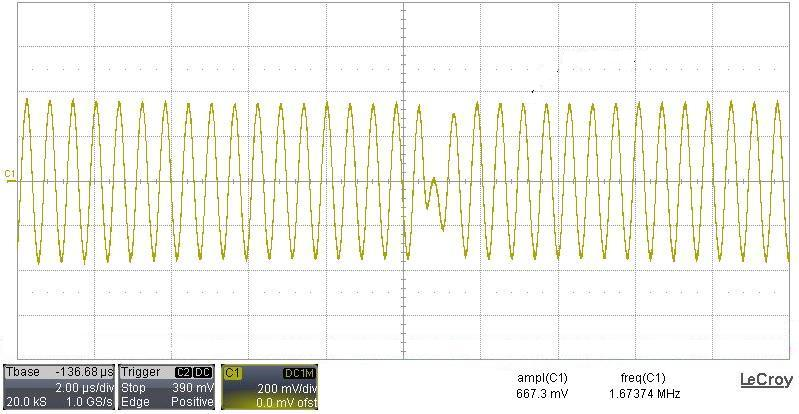 C1
Tbase -136.68 µs
2.00 µs/div
20.0 kS 1.0 GS/s
Trigger C2 DC
Stop 390 mV
Edge Positive
C1 DC1M
200 mV/div
0.0 mV ofst
ampl(C1) freq(C1)
667.3 mV 1.67374 MHz
LeCroy